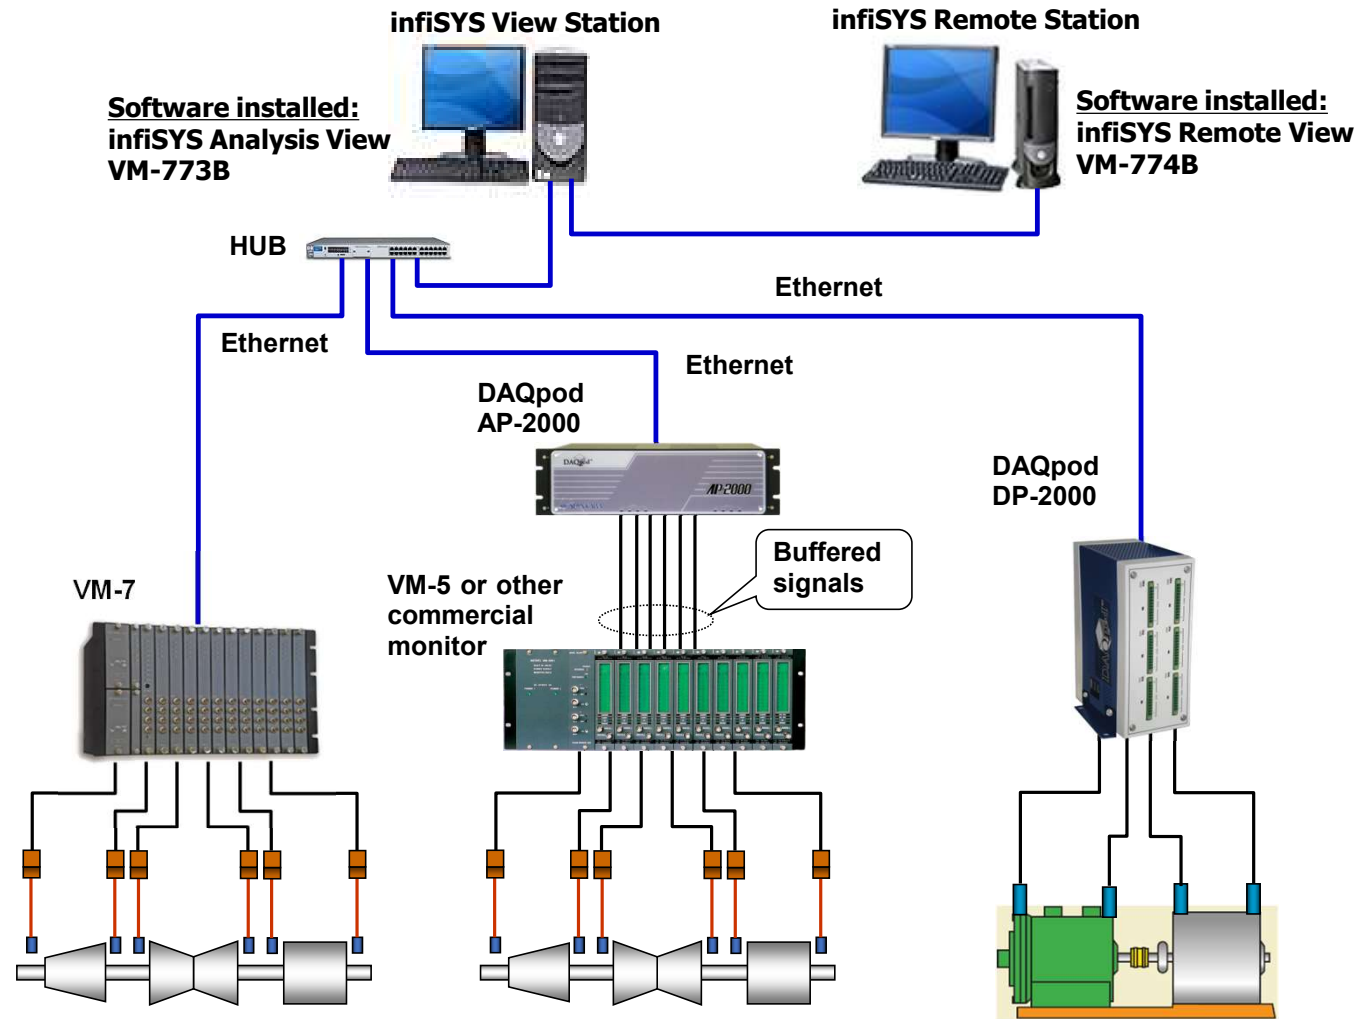 infiSYS View Station
infiSYS Remote Station
Software installed:
infiSYS Analysis View
VM-773B
Software installed:
infiSYS Remote View
VM-774B
HUB
Ethernet
Ethernet
Ethernet
DAQpod
AP-2000
DAQpod
AP-2000
DAQpod
DP-2000
Buffered
signals
VM-7
VM-5 or other
commercial
monitor
DAQpod